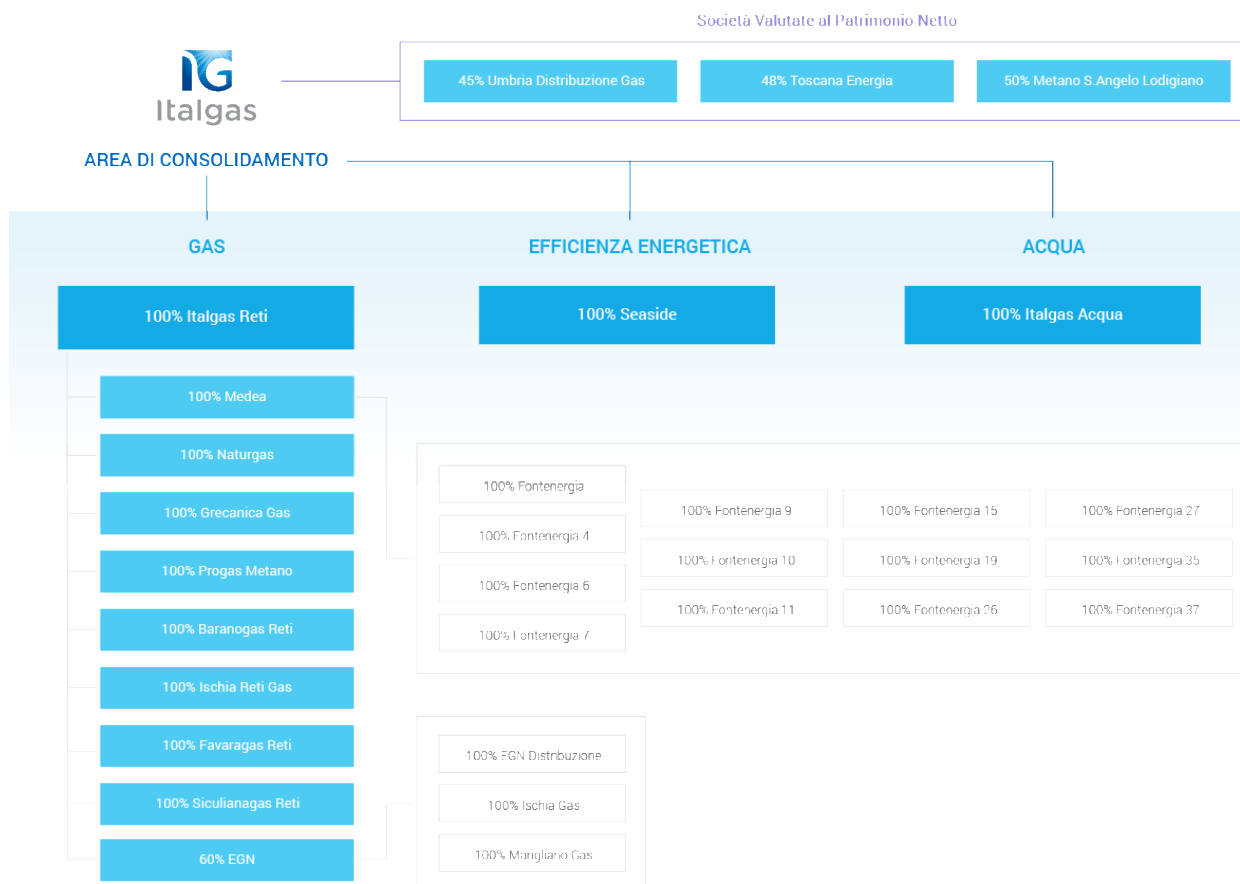 Società Valutate al Patrimonio Netto
IG
Italgas
45% Umbria Distribuzione Gas
48% Toscana Energia
50% Metano S.Angelo Lodigiano
AREA DI CONSOLIDAMENTO
GAS
EFFICIENZA ENERGETICA
ACQUA
100% Italgas Reti
100% Seaside
100% Italgas Acqua
100% Medea
100% Naturgas
100% Grecanica Gas
100% Progas Metano
100% Baranogas Reti
100% Ischia Reti Gas
100% Favaragas Reti
100% Siculianagas Reti
60% EGN
100% Fontenergia
100% Fontenergia 4
100% Fontenergia 6
100% Fontenergia 7
100% Fontenergia 9
100% Fontenergia 10
100% Fontenergia 11
100% Fontenergia 15
100% Fontenergia 19
100% Fontenergia 26
100% Fontenergia 27
100% Fontenergia 35
100% Fontenergia 37
100% EGN Distribuzione
100% Ischia Gas
100% Marigliano Gas